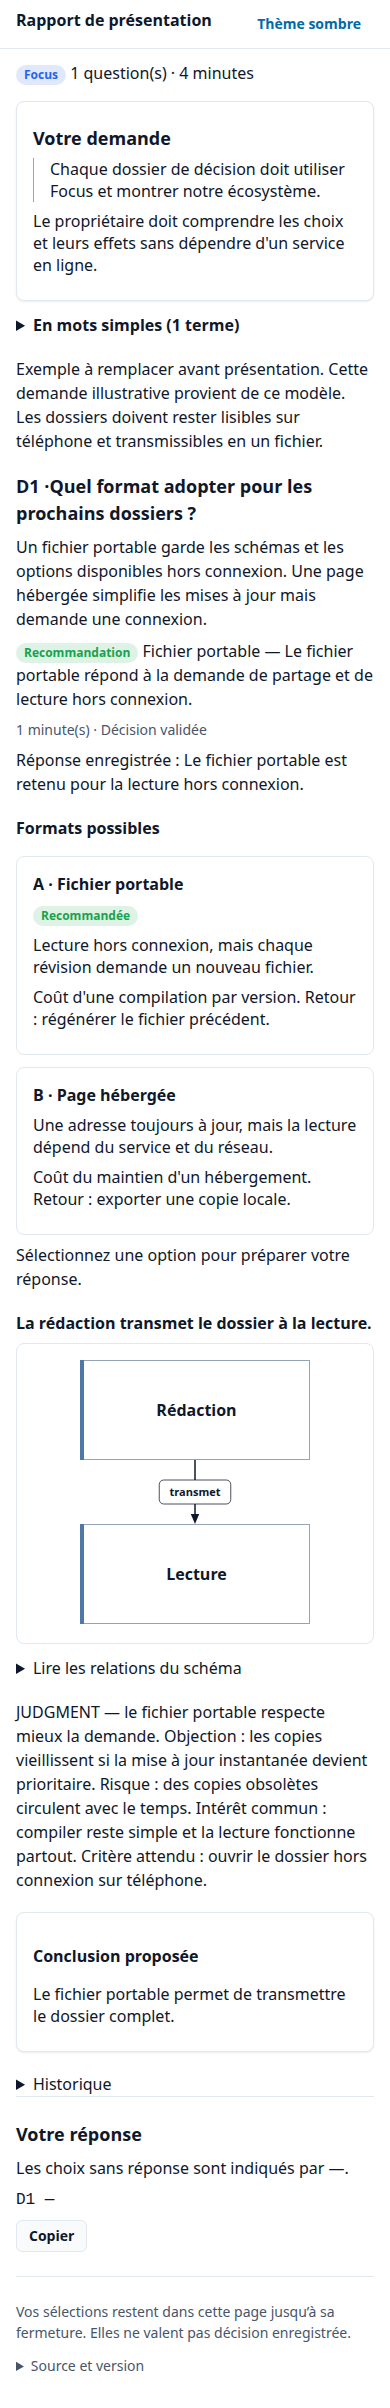 Rapport de présentation
Thème sombre
Focus 1 question(s) · 4 minutes
Votre demande
Chaque dossier de décision doit utiliser
Focus et montrer notre écosystème.
Le propriétaire doit comprendre les choix
et leurs effets sans dépendre d'un service
en ligne.
En mots simples (1 terme)
Exemple à remplacer avant présentation. Cette
demande illustrative provient de ce modèle.
Les dossiers doivent rester lisibles sur
téléphone et transmissibles en un fichier.
D1 ·Quel format adopter pour les
prochains dossiers ?
Un fichier portable garde les schémas et les
options disponibles hors connexion. Une page
hébergée simplifie les mises à jour mais
demande une connexion.
Recommandation Fichier portable — Le fichier
portable répond à la demande de partage et de
lecture hors connexion.
1 minute(s) · Décision validée
Réponse enregistrée : Le fichier portable est
retenu pour la lecture hors connexion.
Formats possibles
A · Fichier portable
Recommandée
Lecture hors connexion, mais chaque
révision demande un nouveau fichier.
Coût d'une compilation par version. Retour
: régénérer le fichier précédent.
B · Page hébergée
Une adresse toujours à jour, mais la lecture
dépend du service et du réseau.
Coût du maintien d'un hébergement.
Retour : exporter une copie locale.
Sélectionnez une option pour préparer votre
réponse.
La rédaction transmet le dossier à la lecture.
Rédaction
transmet
Lecture
Lire les relations du schéma
JUDGMENT — le fichier portable respecte
mieux la demande. Objection : les copies
vieillissent si la mise à jour instantanée devient
prioritaire. Risque : des copies obsolètes
circulent avec le temps. Intérêt commun :
compiler reste simple et la lecture fonctionne
partout. Critère attendu : ouvrir le dossier hors
connexion sur téléphone.
Conclusion proposée
Le fichier portable permet de transmettre
le dossier complet.
Historique
Votre réponse
Les choix sans réponse sont indiqués par —.
D1 —
Copier
Vos sélections restent dans cette page jusqu’à sa
fermeture. Elles ne valent pas décision enregistrée.
Source et version